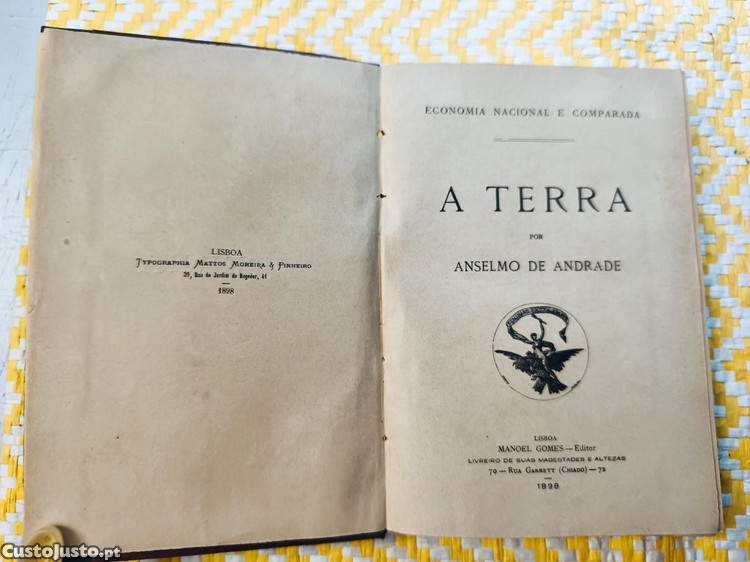 LISBOA
TYPOGRAPHIA MATTOS MOREIRA & PINHEIRO
39, Rua do Jardim do Regedor, 41
1898
ECONOMIA NACIONAL E COMPARADA
A TERRA
POR
ANSELMO DE ANDRADE
LISBOA
MANOEL GOMES — Editor
LIVREIRO DE SUAS MAGESTADES E ALTEZAS
70 — RUA GARRETT (CHIADO) — 72
1898
CustoJusto.pt